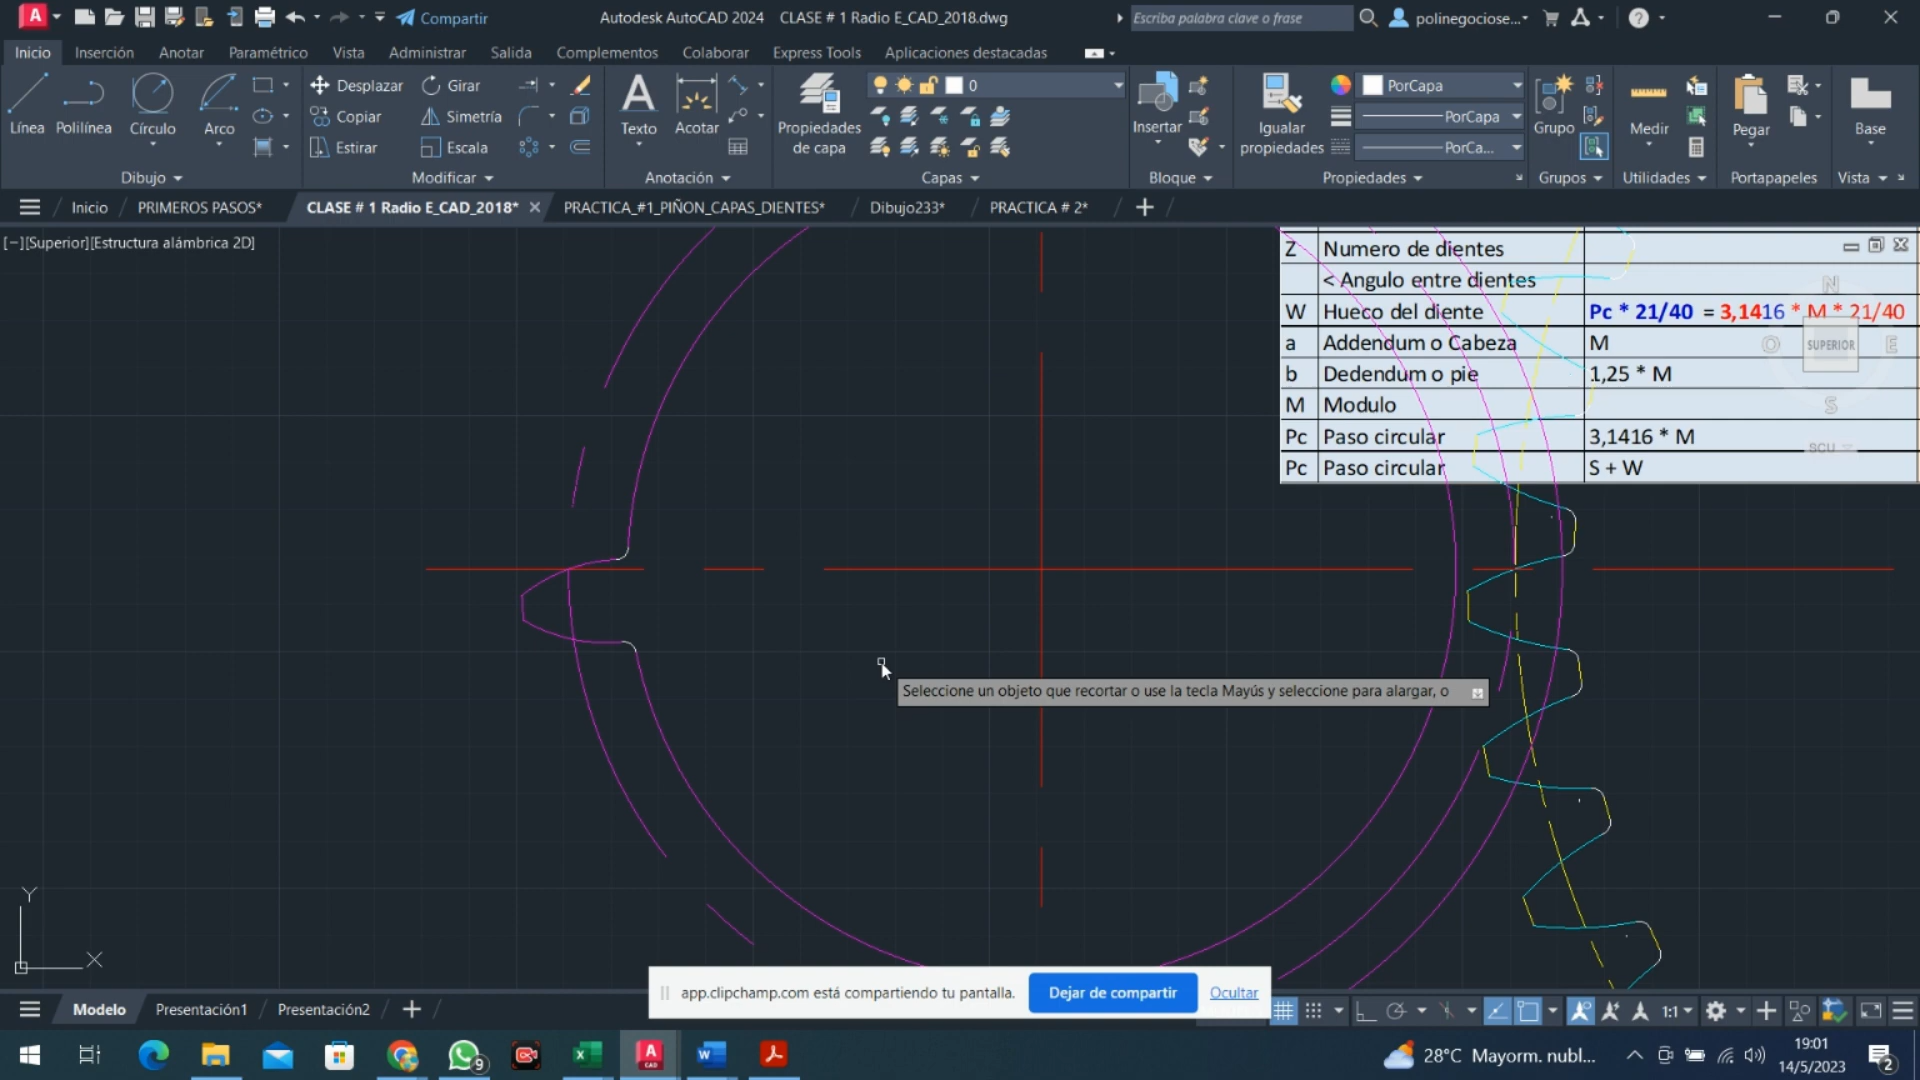 Compartir
Autodesk AutoCAD 2024 CLASE # 1 Radio E_CAD_2018.dwg
Escriba palabra clave o frase
polinegociose...
Inicio Inserción Anotar Paramétrico Vista Administrar Salida Complementos Colaborar Express Tools Aplicaciones destacadas
Línea Polilínea Círculo Arco
Desplazar Girar
Copiar Simetría
Estirar Escala
Texto Acotar
Propiedades de capa
0
Insertar
Igualar propiedades
PorCapa
PorCapa
PorCa...
Grupo Medir Pegar Base
Dibujo Modificar Anotación Capas Bloque Propiedades Grupos Utilidades Portapapeles Vista
Inicio PRIMEROS PASOS* CLASE # 1 Radio E_CAD_2018* PRACTICA_#1_PIÑON_CAPAS_DIENTES* Dibujo233* PRACTICA # 2*
[−][Superior][Estructura alámbrica 2D]
Z Numero de dientes
< Angulo entre dientes
W Hueco del diente Pc * 21/40 = 3,1416 * M * 21/40
a Addendum o Cabeza M
b Dedendum o pie 1,25 * M
M Modulo
Pc Paso circular 3,1416 * M
Pc Paso circular S + W
N
O SUPERIOR E
S
SCU
Seleccione un objeto que recortar o use la tecla Mayús y seleccione para alargar, o
Y
X
app.clipchamp.com está compartiendo tu pantalla. Dejar de compartir Ocultar
Modelo Presentación1 Presentación2
1:1
9
A CAD
28°C Mayorm. nubl...
19:01
14/5/2023
2